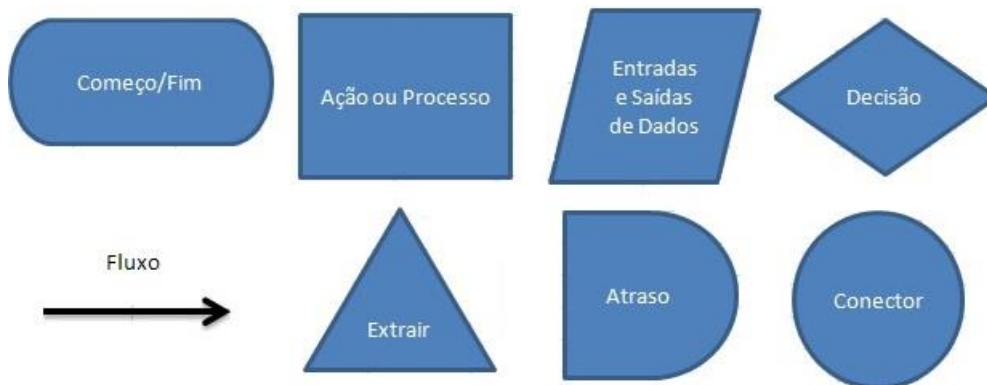 Começo/Fim
Ação ou Processo
Entradas
e Saídas
de Dados
Decisão
Fluxo
Extrair
Atraso
Conector